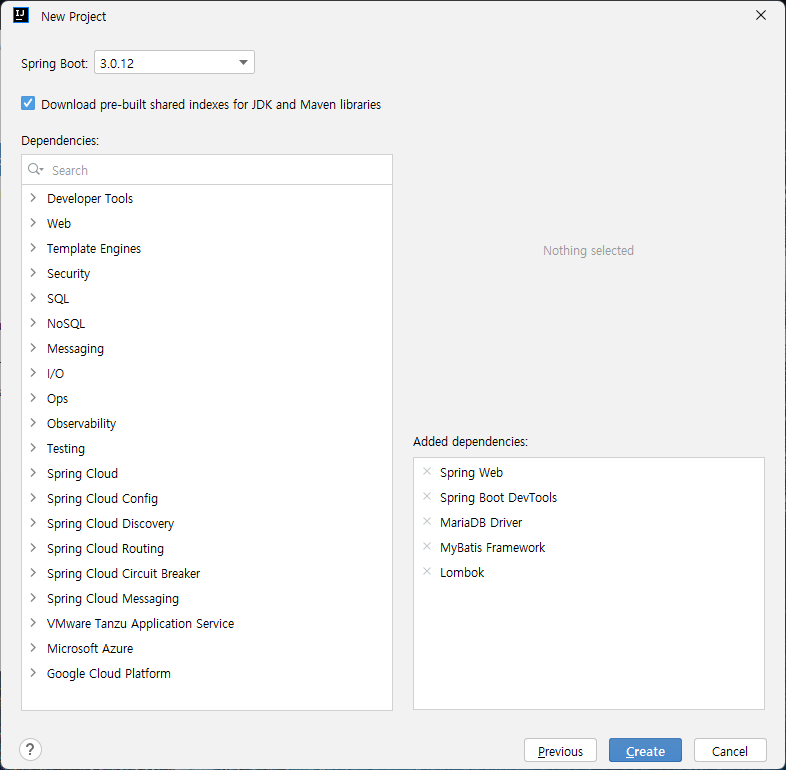 IJ
New Project
Spring Boot: 3.0.12
Download pre-built shared indexes for JDK and Maven libraries
Dependencies:
Search
Developer Tools
Web
Template Engines
Security
SQL
NoSQL
Messaging
I/O
Ops
Observability
Testing
Spring Cloud
Spring Cloud Config
Spring Cloud Discovery
Spring Cloud Routing
Spring Cloud Circuit Breaker
Spring Cloud Messaging
VMware Tanzu Application Service
Microsoft Azure
Google Cloud Platform
Nothing selected
Added dependencies:
Spring Web
Spring Boot DevTools
MariaDB Driver
MyBatis Framework
Lombok
?
Previous
Create
Cancel